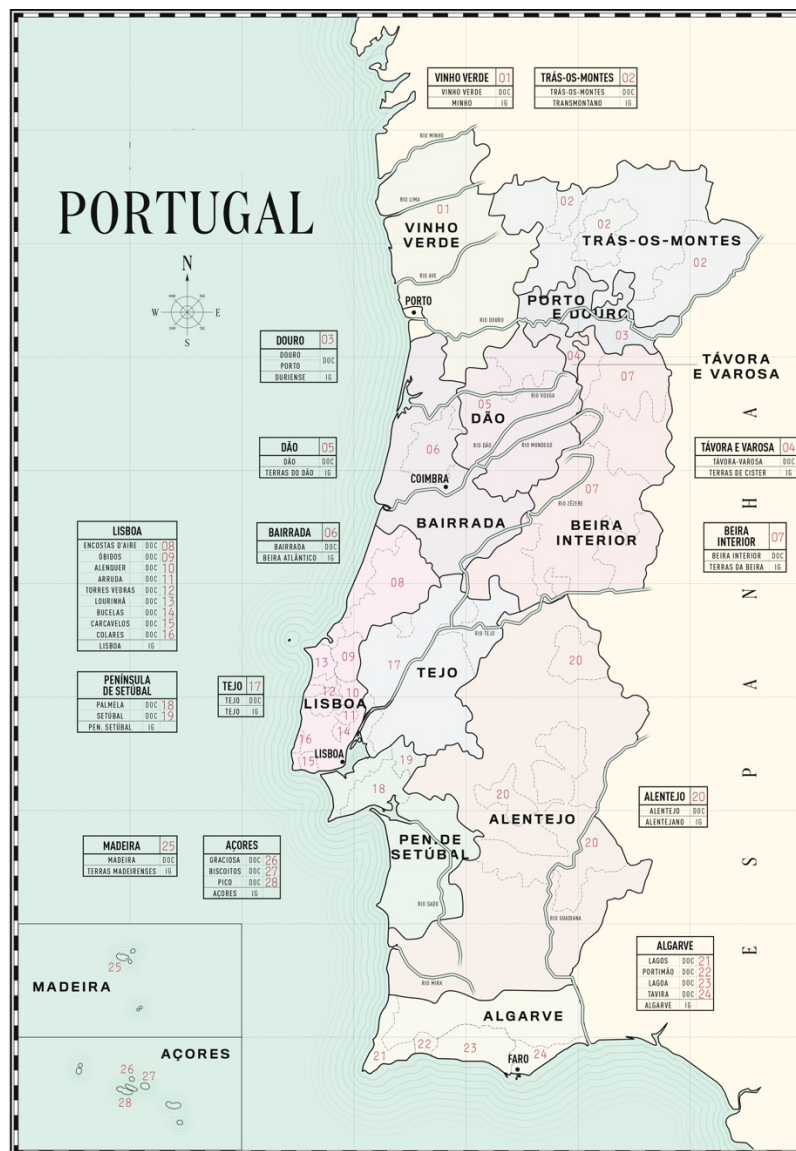 VINHO VERDE 01
VINHO VERDE DOC
MINHO IG
TRÁS-OS-MONTES 02
TRÁS-OS-MONTES DOC
TRANSMONTANO IG
PORTUGAL
N
NW NE
W E
SW SE
S
RIO MINHO
RIO LIMA
01
VINHO
VERDE
RIO AVE
PORTO
RIO DOURO
02
02
TRÁS-OS-MONTES
02
PORTO
E DOURO
03
DOURO 03
DOURO
PORTO
DOC
DURIENSE IG
04
TÁVORA
E VAROSA
07
05
DÃO
RIO VOUGA
RIO DÃO
RIO MONDEGO
06
COIMBRA
DÃO 05
DÃO DOC
TERRAS DO DÃO IG
TÁVORA E VAROSA 04
TÁVORA-VAROSA DOC
TERRAS DE CISTER IG
BAIRRADA 06
BAIRRADA DOC
BEIRA ATLÂNTICO IG
BAIRRADA
RIO ZÊZERE
07
BEIRA
INTERIOR
BEIRA
INTERIOR 07
BEIRA INTERIOR DOC
TERRAS DA BEIRA IG
LISBOA
ENCOSTAS D'AIRE DOC 08
ÓBIDOS DOC 09
ALENQUER DOC 10
ARRUDA DOC 11
TORRES VEDRAS DOC 12
LOURINHÃ DOC 13
BUCELAS DOC 14
CARCAVELOS DOC 15
COLARES DOC 16
LISBOA IG
08
RIO TEJO
13
09
17
TEJO
20
12
10
LISBOA
11
14
16
LISBOA
15
PENÍNSULA
DE SETÚBAL
PALMELA DOC 18
SETÚBAL DOC 19
PEN. SETÚBAL IG
TEJO 17
TEJO DOC
TEJO IG
19
18
20
ALENTEJO
20
PEN. DE
SETÚBAL
RIO SADO
RIO GUADIANA
RIO MIRA
ALENTEJO 20
ALENTEJO DOC
ALENTEJANO IG
ESPANHA
MADEIRA 25
MADEIRA DOC
TERRAS MADEIRENSES IG
AÇORES
GRACIOSA DOC 26
BISCOITOS DOC 27
PICO DOC 28
AÇORES IG
ALGARVE
LAGOS DOC 21
PORTIMÃO DOC 22
LAGOA DOC 23
TAVIRA DOC 24
ALGARVE IG
25
MADEIRA
AÇORES
26
27
28
ALGARVE
21
22
23
24
FARO